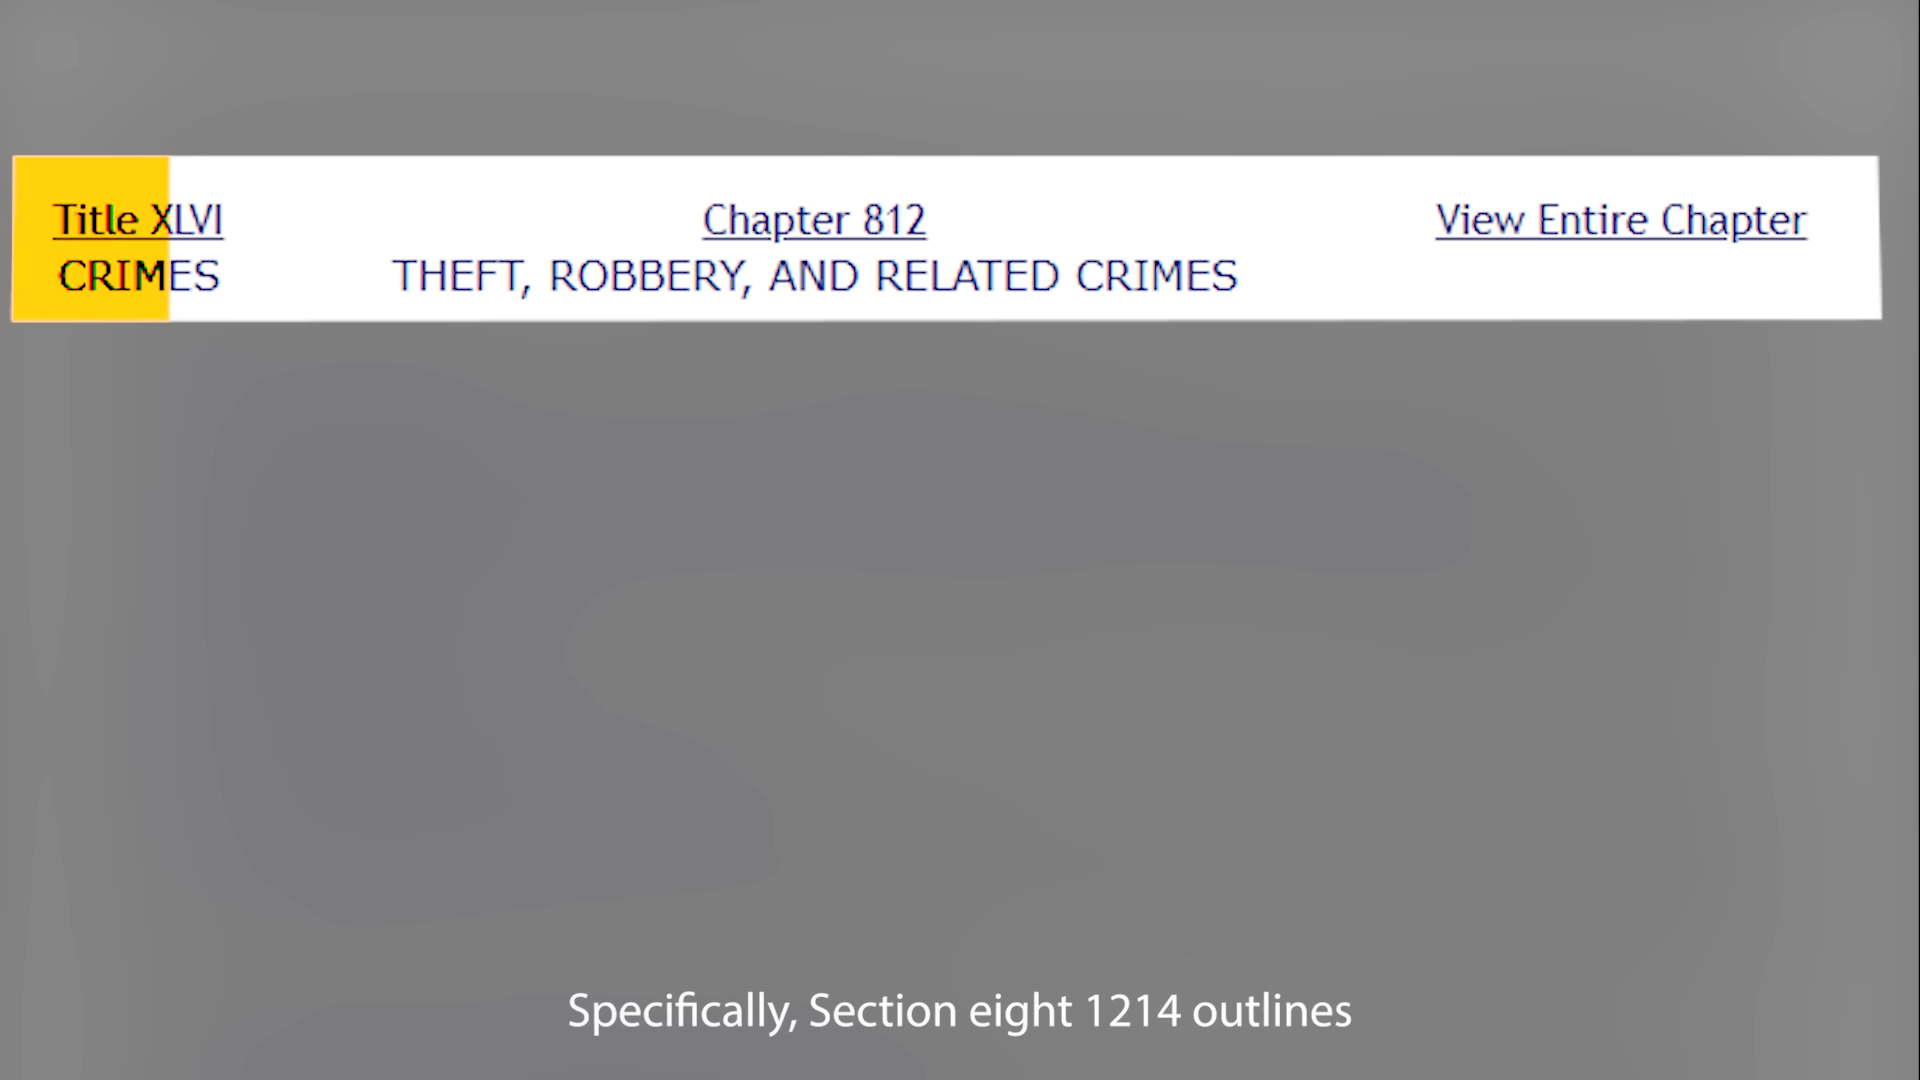 Title XLVI Chapter 812 View Entire Chapter
CRIMES THEFT, ROBBERY, AND RELATED CRIMES
Specifically, Section eight 1214 outlines